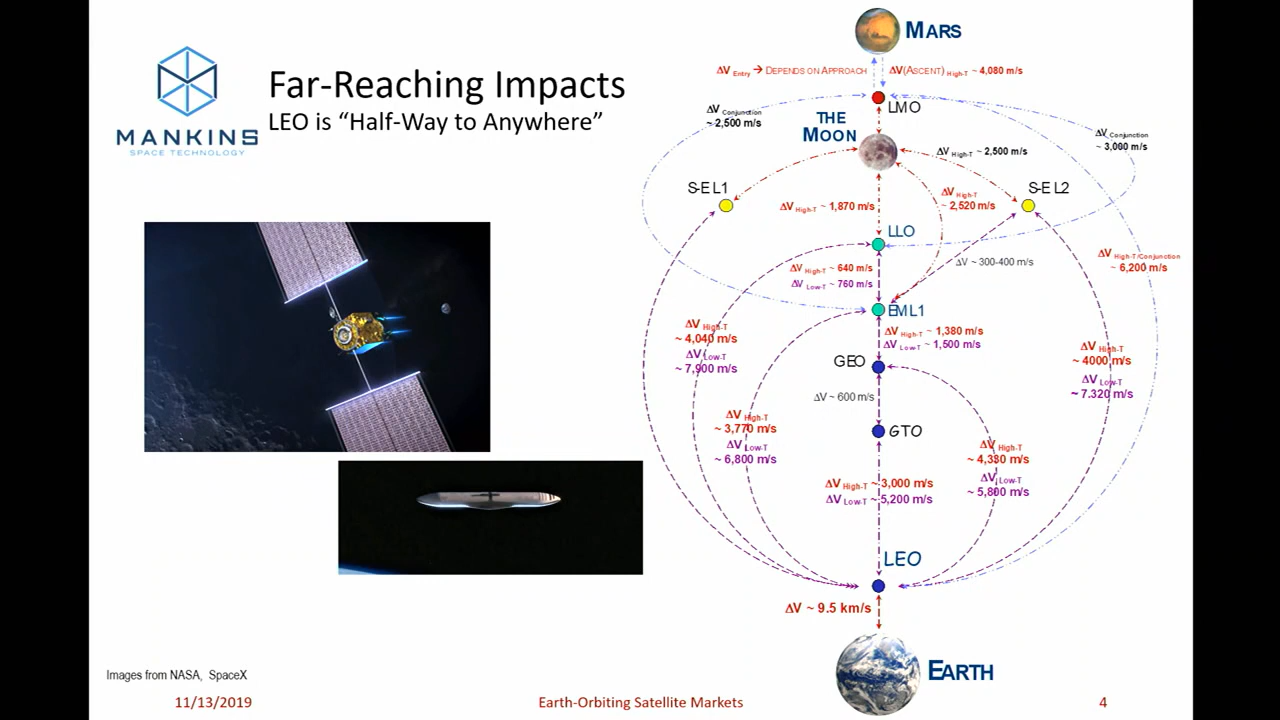 MANKINS
SPACE TECHNOLOGY
Far-Reaching Impacts
LEO is “Half-Way to Anywhere”
MARS
ΔV Entry → DEPENDS ON APPROACH
ΔV(ASCENT) High-T ~ 4,080 m/s
LMO
ΔV Conjunction
~ 2,500 m/s
THE
MOON
ΔV Conjunction
~ 3,000 m/s
ΔV High-T ~ 2,500 m/s
S-E L1
S-E L2
ΔV High-T ~ 1,870 m/s
ΔV High-T
~ 2,520 m/s
LLO
ΔV High-T ~ 640 m/s
ΔV Low-T ~ 760 m/s
ΔV ~ 300-400 m/s
ΔV High-T/Conjunction
~ 6,200 m/s
EML1
ΔV High-T ~ 1,380 m/s
ΔV Low-T ~ 1,500 m/s
ΔV High-T
~ 4,040 m/s
ΔV Low-T
~ 7,900 m/s
GEO
ΔV High-T
~ 4000 m/s
ΔV Low-T
~ 7.320 m/s
ΔV ~ 600 m/s
GTO
ΔV High-T
~ 3,770 m/s
ΔV Low-T
~ 6,800 m/s
ΔV High-T
~ 4,330 m/s
ΔV Low-T
~ 5,800 m/s
ΔV High-T ~ 3,000 m/s
ΔV Low-T ~ 5,200 m/s
LEO
ΔV ~ 9.5 km/s
EARTH
Images from NASA, SpaceX
11/13/2019
Earth-Orbiting Satellite Markets
4